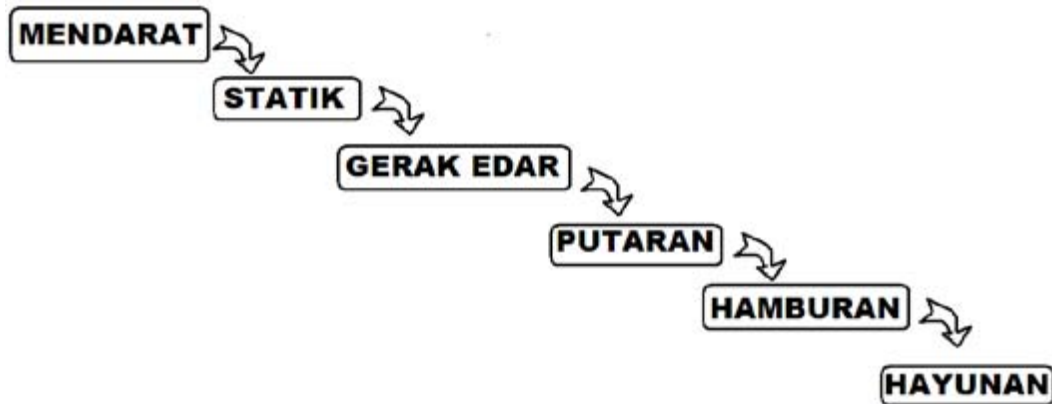 MENDARAT
STATIK
GERAK EDAR
PUTARAN
HAMBURAN
HAYUNAN